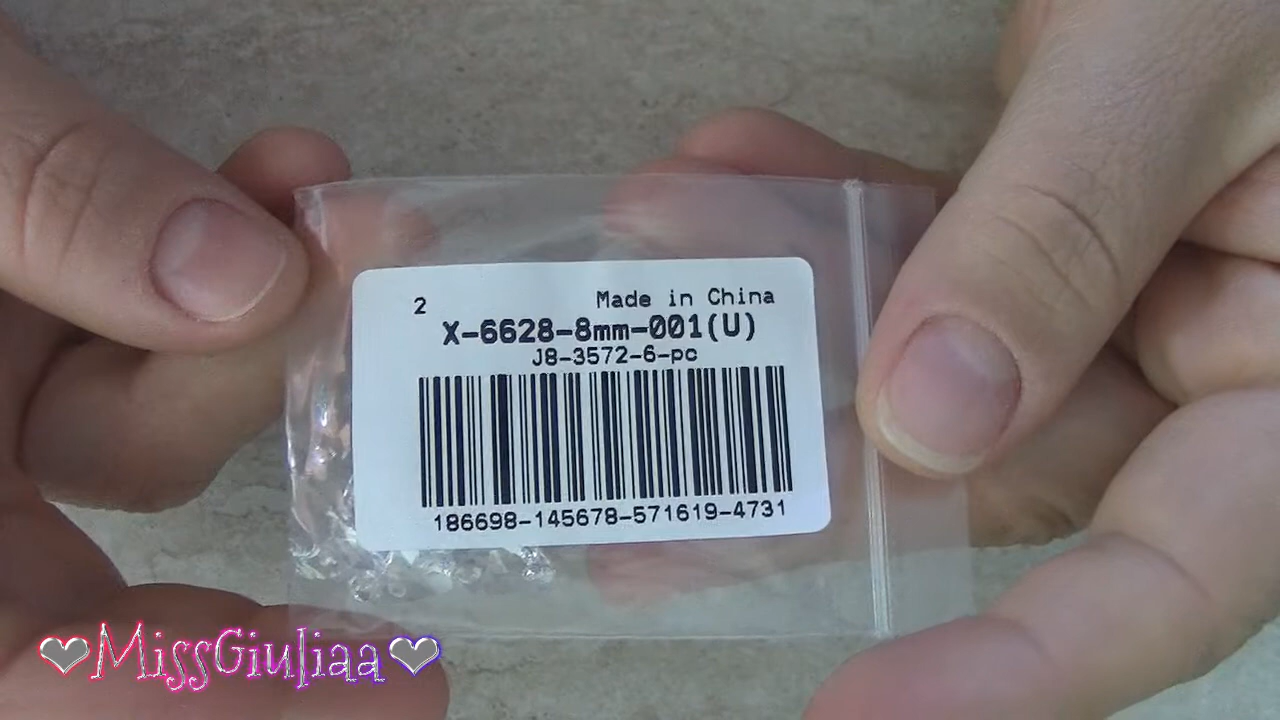 2
Made in China
X-6628-8mm-001(U)
J8-3572-6-pc
186698-145678-571619-4731
❤MissGiuliaa❤